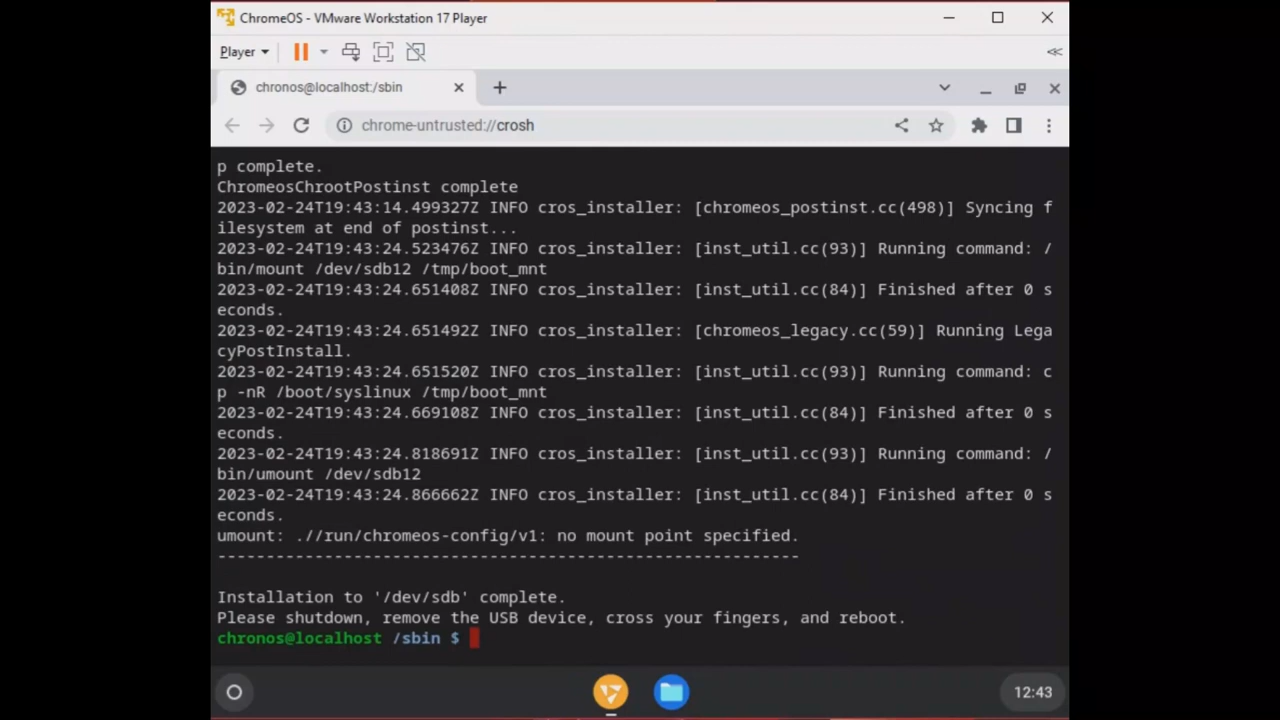 ChromeOS - VMware Workstation 17 Player
Player
chronos@localhost:/sbin
chrome-untrusted://crosh
p complete.
ChromeosChrootPostinst complete
2023-02-24T19:43:14.499327Z INFO cros_installer: [chromeos_postinst.cc(498)] Syncing f
ilesystem at end of postinst...
2023-02-24T19:43:24.523476Z INFO cros_installer: [inst_util.cc(93)] Running command: /
bin/mount /dev/sdb12 /tmp/boot_mnt
2023-02-24T19:43:24.651408Z INFO cros_installer: [inst_util.cc(84)] Finished after 0 s
econds.
2023-02-24T19:43:24.651492Z INFO cros_installer: [chromeos_legacy.cc(59)] Running Lega
cyPostInstall.
2023-02-24T19:43:24.651520Z INFO cros_installer: [inst_util.cc(93)] Running command: c
p -nR /boot/syslinux /tmp/boot_mnt
2023-02-24T19:43:24.669108Z INFO cros_installer: [inst_util.cc(84)] Finished after 0 s
econds.
2023-02-24T19:43:24.818691Z INFO cros_installer: [inst_util.cc(93)] Running command: /
bin/umount /dev/sdb12
2023-02-24T19:43:24.866662Z INFO cros_installer: [inst_util.cc(84)] Finished after 0 s
econds.
umount: .//run/chromeos-config/v1: no mount point specified.
------------------------------------------------------------
Installation to '/dev/sdb' complete.
Please shutdown, remove the USB device, cross your fingers, and reboot.
chronos@localhost /sbin $
12:43